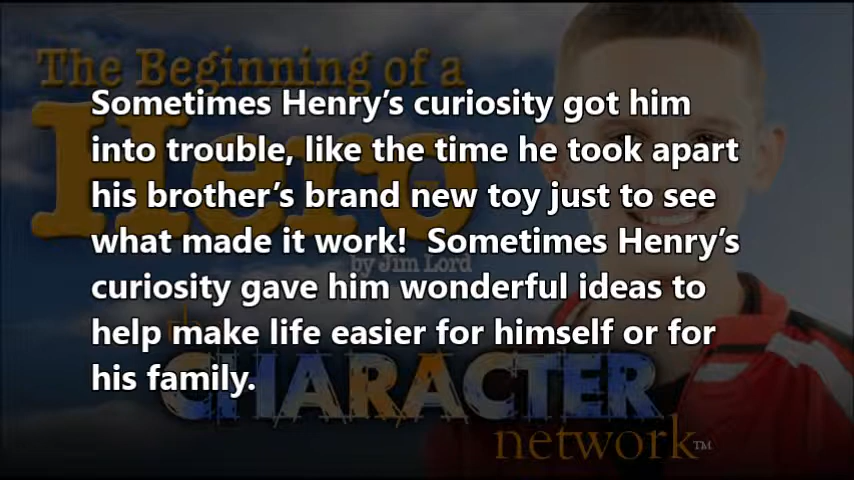 The Beginning of a
Hero
by Jim Lord
Sometimes Henry’s curiosity got him
into trouble, like the time he took apart
his brother’s brand new toy just to see
what made it work!  Sometimes Henry’s
curiosity gave him wonderful ideas to
help make life easier for himself or for
his family.
the
CHARACTER
network™